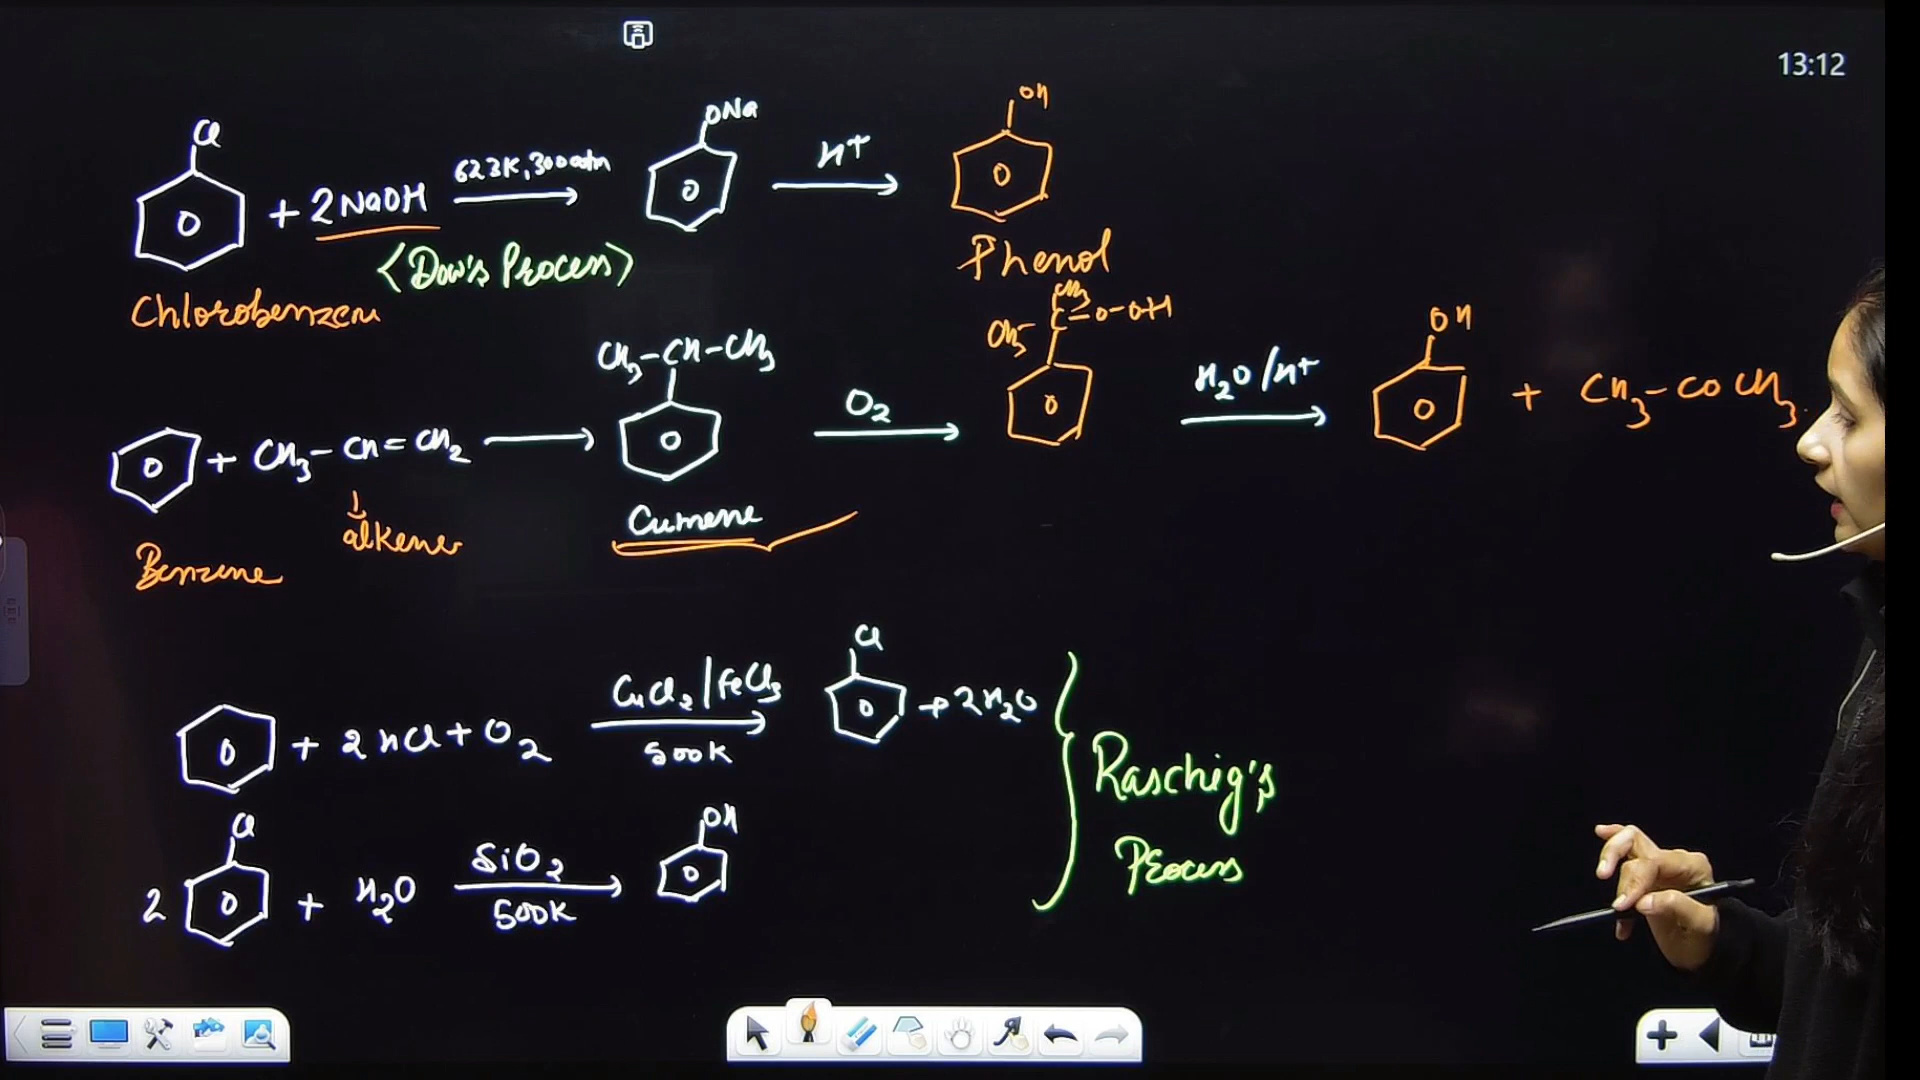 13:12
Cl ONa OH
+ 2NaOH 623K, 300atm H+
<Dow's Process>
Phenol
Chlorobenzene
CH3-CH-CH3 CH3 CH3 C-O-OH OH
+ CH3-CH=CH2 O2 H2O/H+ + CH3-COCH3
Cumene
alkene
Benzene
Cl
+ 2HCl + O2 CuCl2/FeCl3 500K + 2H2O
Raschig's
Process
Cl OH
2 + H2O SiO2 500K